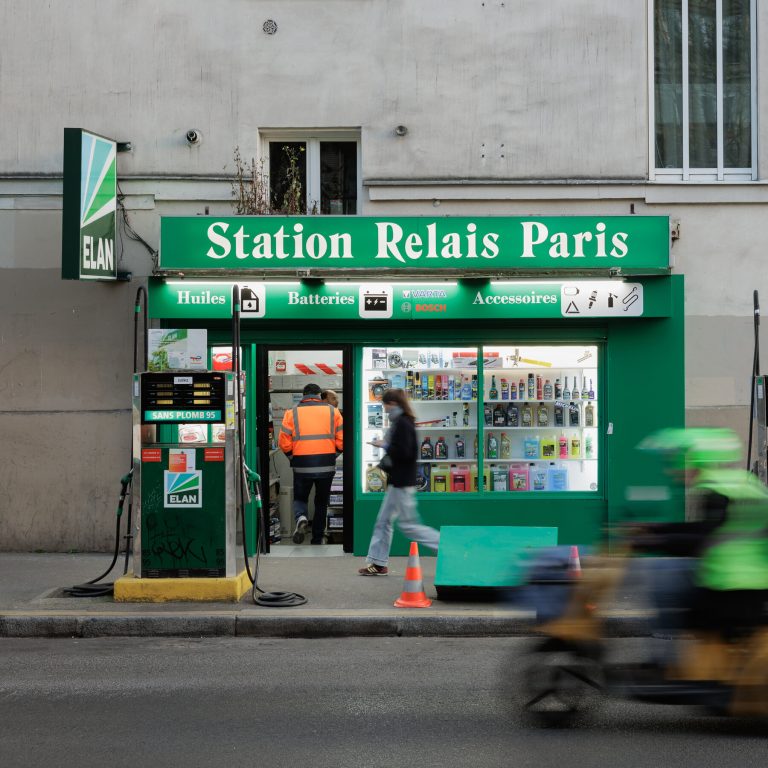 ELAN
Station Relais Paris
Huiles
Batteries
VARTA
BOSCH
Accessoires
SANS PLOMB 95
ELAN